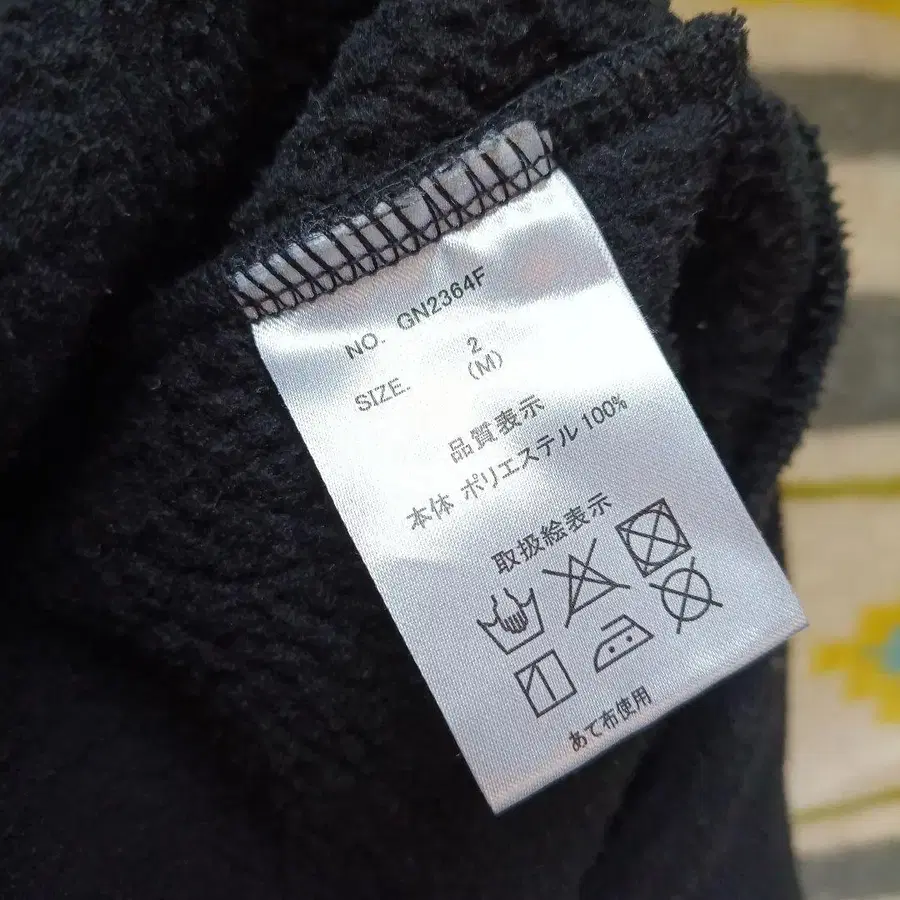 NO. GN2364F
SIZE. 2
(M)
品質表示
本体 ポリエステル 100%
取扱絵表示
あて布使用